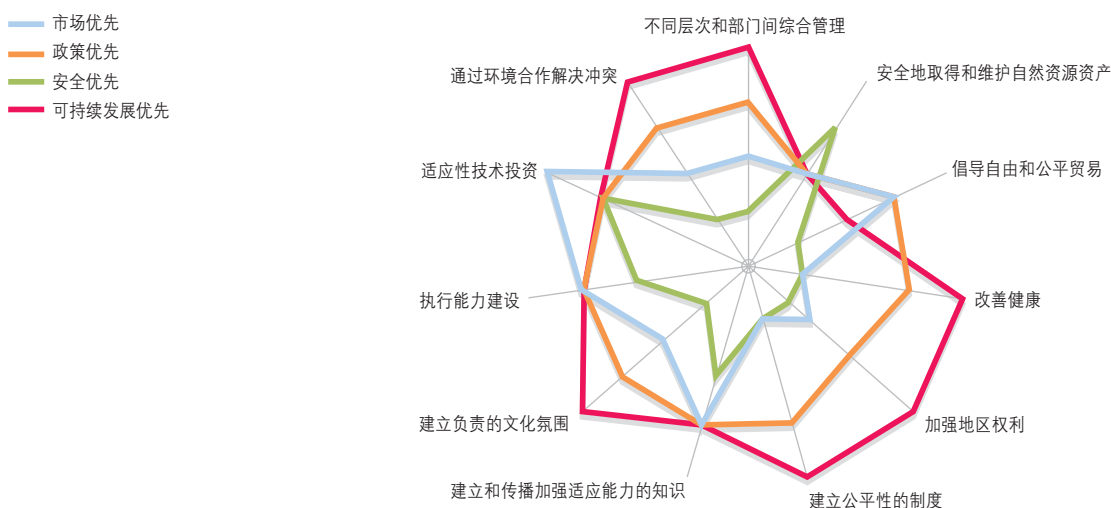 市场优先
政策优先
安全优先
可持续发展优先
不同层次和部门间综合管理
安全地取得和维护自然资源资产
倡导自由和公平贸易
改善健康
加强地区权利
建立公平性的制度
建立和传播加强适应能力的知识
建立负责的文化氛围
执行能力建设
适应性技术投资
通过环境合作解决冲突